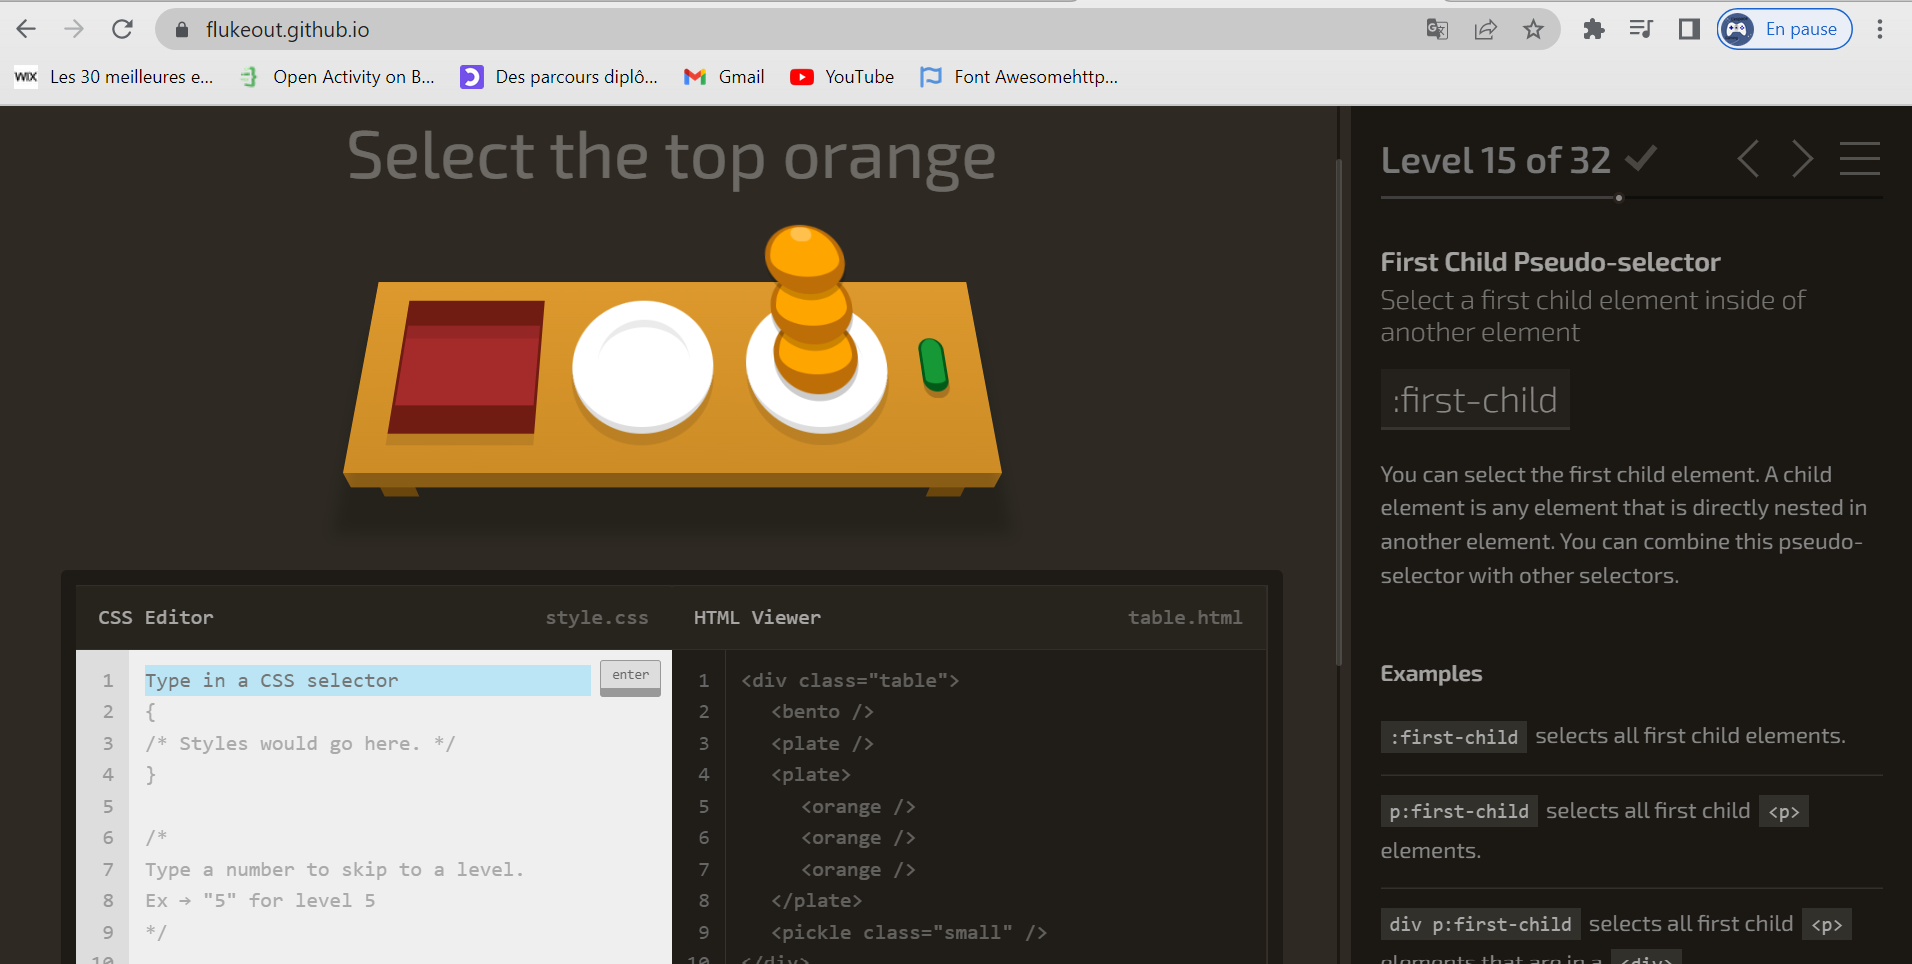 flukeout.github.io
En pause
WiX Les 30 meilleures e...
Open Activity on B...
Des parcours diplô...
Gmail
YouTube
Font Awesomehttp...
Select the top orange
CSS Editor
style.css
HTML Viewer
table.html
1 Type in a CSS selector
enter
2 {
3 /* Styles would go here. */
4 }
5
6 /*
7 Type a number to skip to a level.
8 Ex → "5" for level 5
9 */
10
1 <div class="table">
2 <bento />
3 <plate />
4 <plate>
5 <orange />
6 <orange />
7 <orange />
8 </plate>
9 <pickle class="small" />
10 </div>
Level 15 of 32
First Child Pseudo-selector
Select a first child element inside of
another element
:first-child
You can select the first child element. A child
element is any element that is directly nested in
another element. You can combine this pseudo-
selector with other selectors.
Examples
:first-child selects all first child elements.
p:first-child selects all first child <p>
elements.
div p:first-child selects all first child <p>
elements that are in a <div>